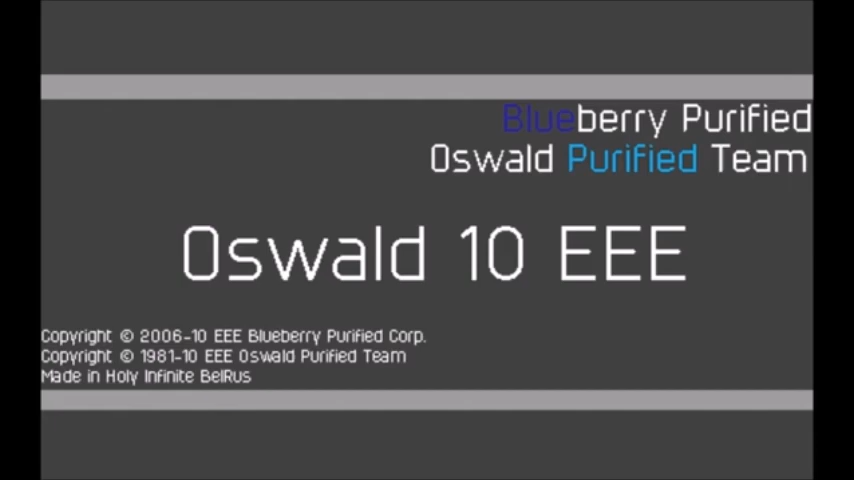 Blueberry Purified
Oswald Purified Team
Oswald 10 EEE
Copyright © 2006-10 EEE Blueberry Purified Corp.
Copyright © 1981-10 EEE Oswald Purified Team
Made in Holy Infinite BelRus